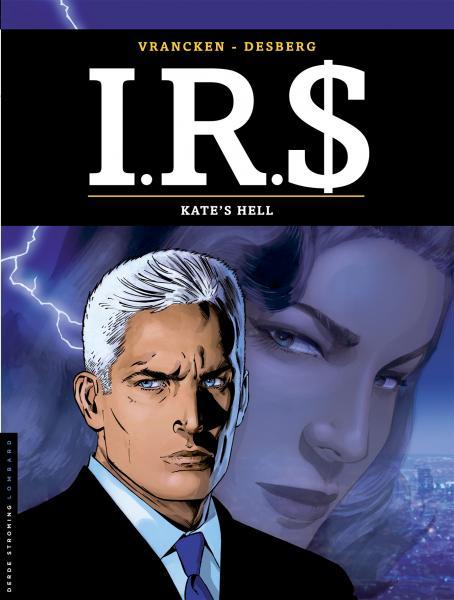 VRANCKEN - DESBERG
I.R.$
KATE'S HELL
DERDE STROMING LOMBARD